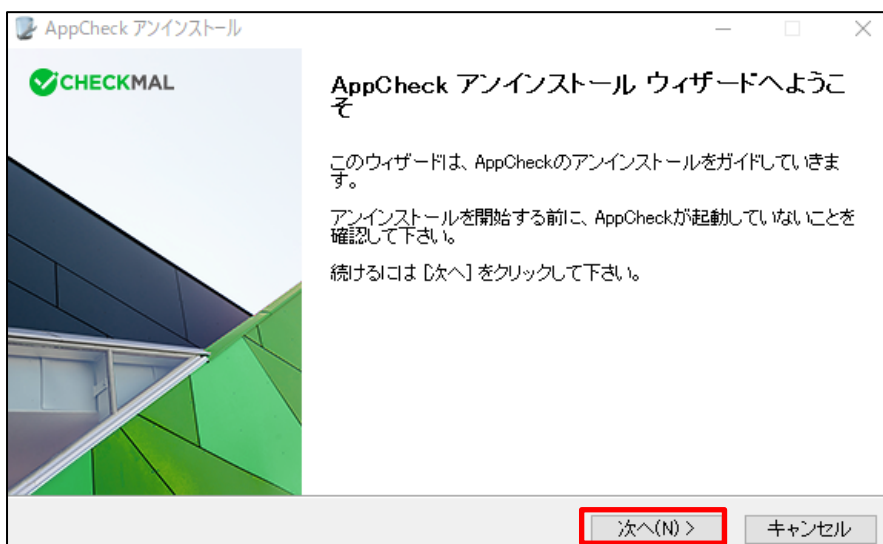 AppCheck アンインストール
CHECKMAL
AppCheck アンインストール ウィザードへようこ
そ
このウィザードは、AppCheckのアンインストールをガイドしていきま
す。
アンインストールを開始する前に、AppCheckが起動していないことを
確認して下さい。
続けるには [次へ] をクリックして下さい。
次へ(N) >
キャンセル